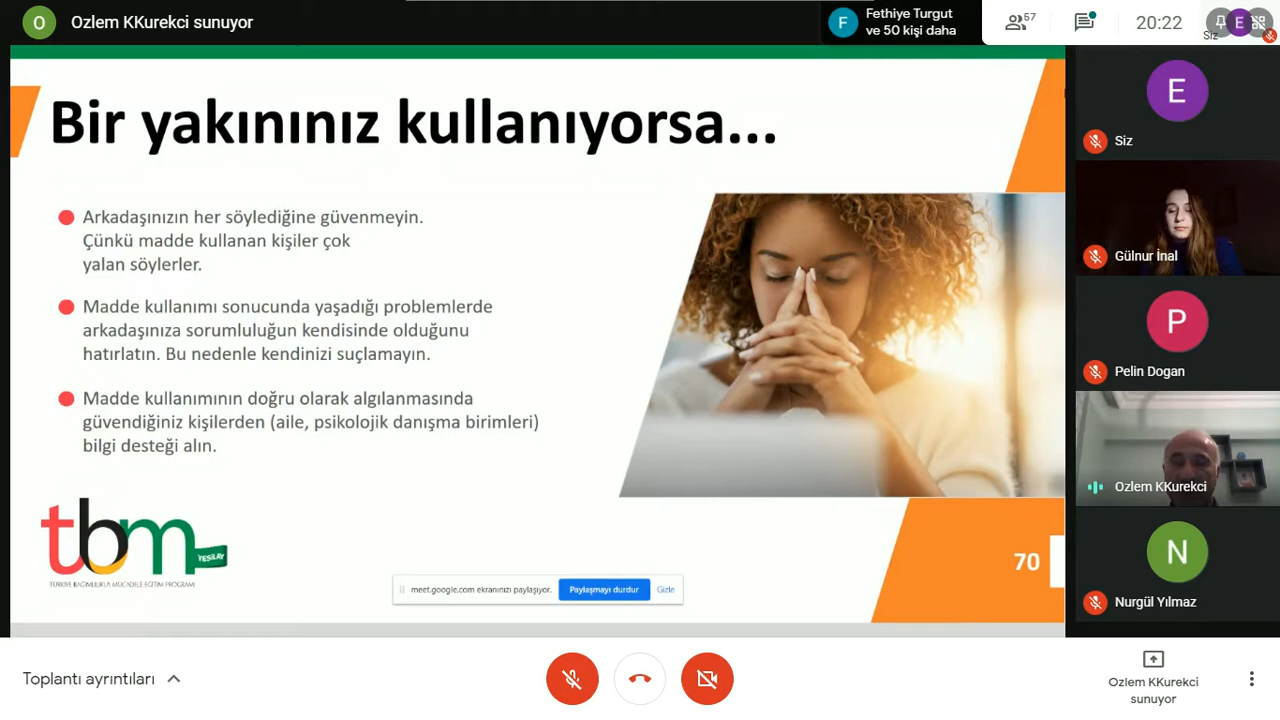 O
Ozlem KKurekci sunuyor
F
Fethiye Turgut
ve 50 kişi daha
57
20:22
E
Siz
Bir yakınınız kullanıyorsa...
Arkadaşınızın her söylediğine güvenmeyin.
Çünkü madde kullanan kişiler çok
yalan söylerler.
Madde kullanımı sonucunda yaşadığı problemlerde
arkadaşınıza sorumluluğun kendisinde olduğunu
hatırlatın. Bu nedenle kendinizi suçlamayın.
Madde kullanımının doğru olarak algılanmasında
güvendiğiniz kişilerden (aile, psikolojik danışma birimleri)
bilgi desteği alın.
tbm
YEŞİLAY
TÜRKİYE BAĞIMLILIKLA MÜCADELE EĞİTİM PROGRAMI
70
meet.google.com ekranınızı paylaşıyor.
Paylaşmayı durdur
Gizle
E
Siz
Gülnur İnal
P
Pelin Dogan
Ozlem KKurekci
N
Nurgül Yılmaz
Toplantı ayrıntıları
Ozlem KKurekci
sunuyor